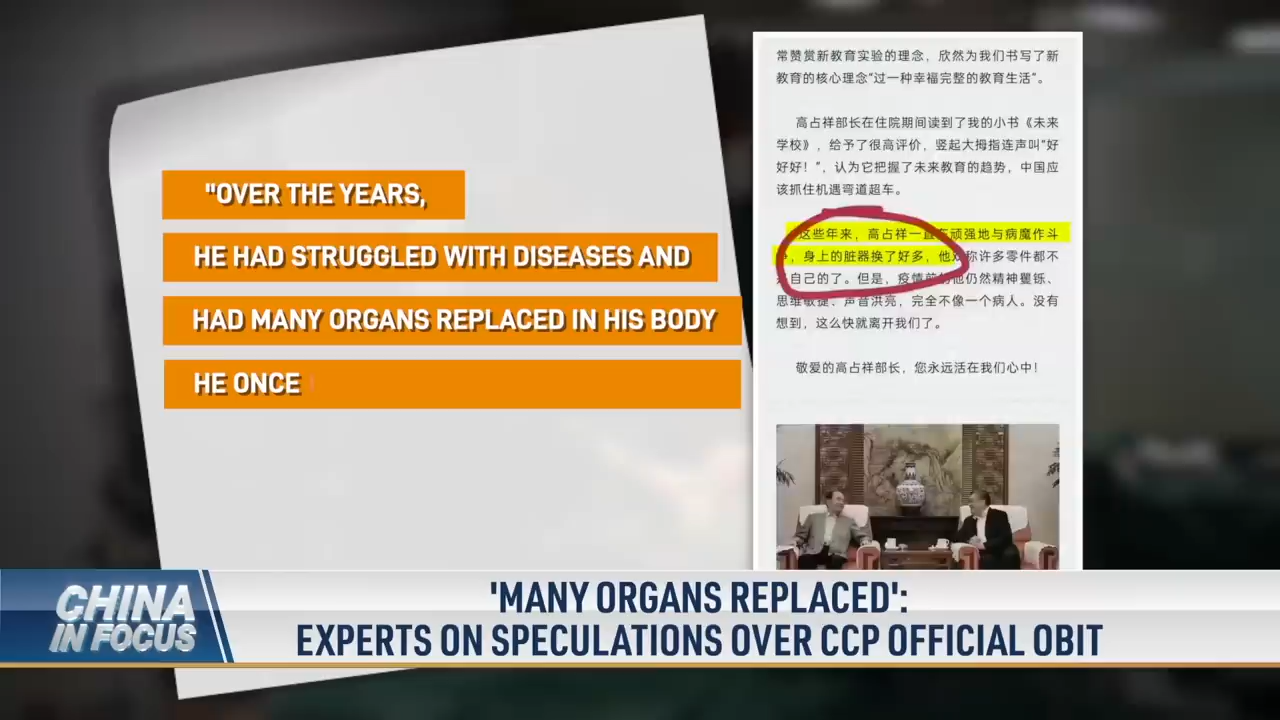 "OVER THE YEARS,
HE HAD STRUGGLED WITH DISEASES AND
HAD MANY ORGANS REPLACED IN HIS BODY
HE ONCE
常赞赏新教育实验的理念，欣然为我们书写了新
教育的核心理念“过一种幸福完整的教育生活”。
高占祥部长在住院期间读到了我的小书《未来
学校》，给予了很高评价，竖起大拇指连声叫“好
好好！”，认为它把握了未来教育的趋势，中国应
该抓住机遇弯道超车。
这些年来，高占祥一直在顽强地与病魔作斗
，身上的脏器换了好多，他戏称许多零件都不
自己的了。但是，疫情前的他仍然精神矍铄、
思维敏捷、声音洪亮，完全不像一个病人。没有
想到，这么快就离开我们了。
敬爱的高占祥部长，您永远活在我们心中！
CHINA
IN FOCUS
'MANY ORGANS REPLACED':
EXPERTS ON SPECULATIONS OVER CCP OFFICIAL OBIT